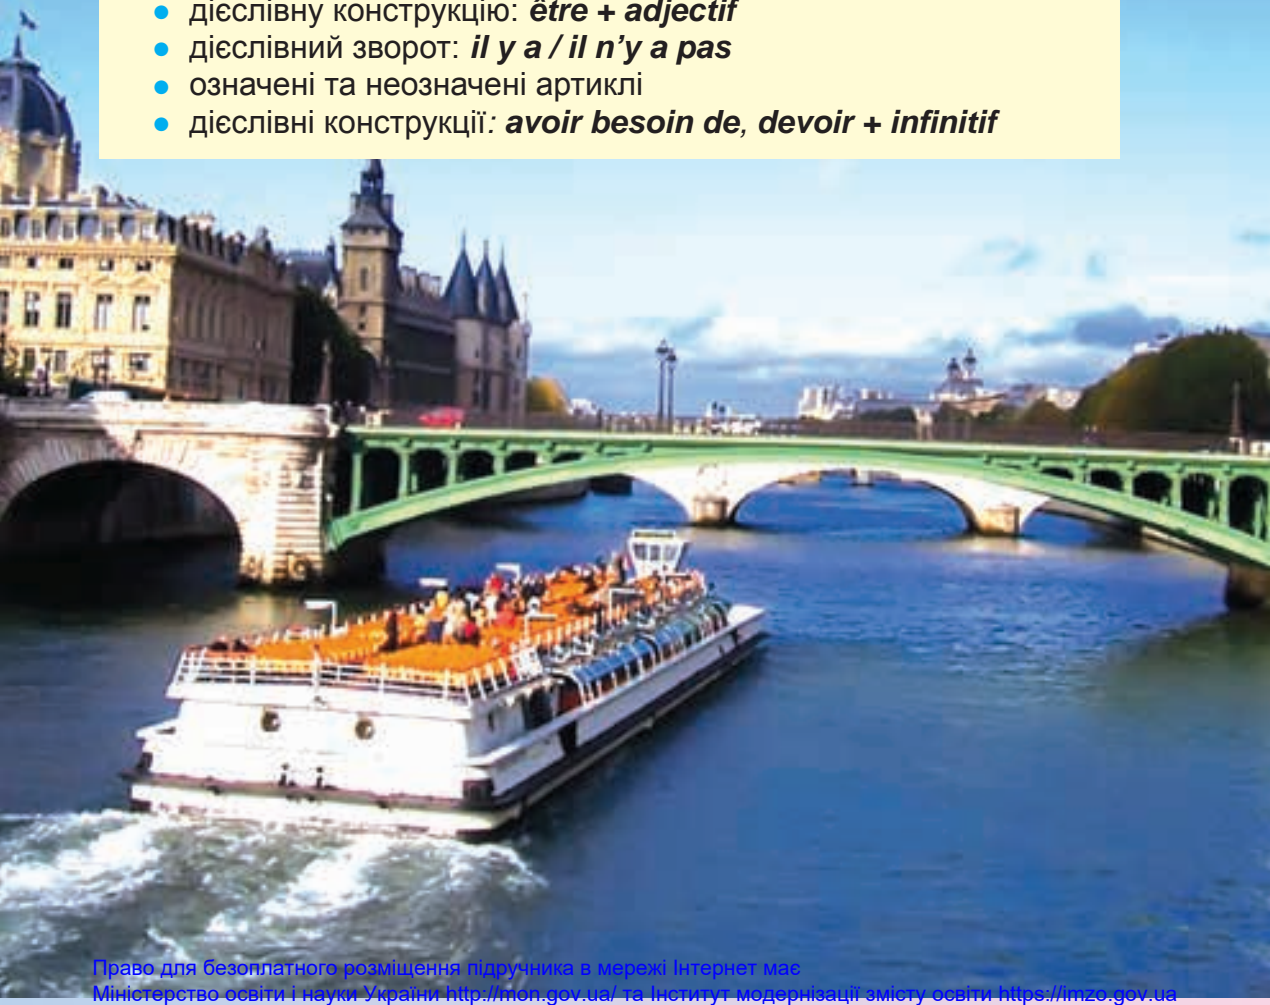 дієслівну конструкцію: être + adjectif
дієслівний зворот: il y a / il n’y a pas
означені та неозначені артиклі
дієслівні конструкції: avoir besoin de, devoir + infinitif
Право для безоплатного розміщення підручника в мережі Інтернет має
Міністерство освіти і науки України http://mon.gov.ua/ та Інститут модернізації змісту освіти https://imzo.gov.ua